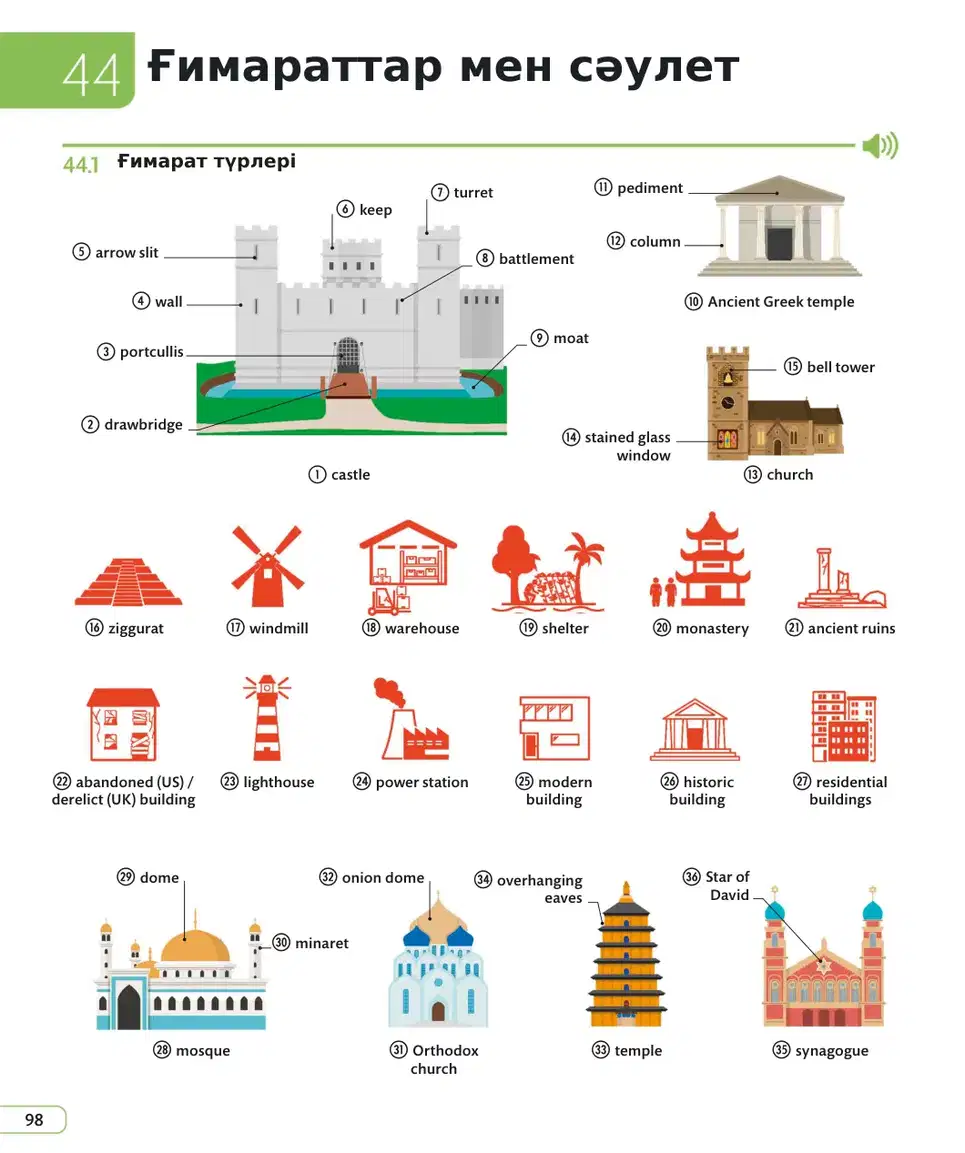 44
Ғимараттар мен сәулет
44.1 Ғимарат түрлері
① castle
② drawbridge
③ portcullis
④ wall
⑤ arrow slit
⑥ keep
⑦ turret
⑧ battlement
⑨ moat
⑩ Ancient Greek temple
⑪ pediment
⑫ column
⑬ church
⑭ stained glass
window
⑮ bell tower
⑯ ziggurat
⑰ windmill
⑱ warehouse
⑲ shelter
⑳ monastery
㉑ ancient ruins
㉒ abandoned (US) /
derelict (UK) building
㉓ lighthouse
㉔ power station
㉕ modern
building
㉖ historic
building
㉗ residential
buildings
㉘ mosque
㉙ dome
㉚ minaret
㉛ Orthodox
church
㉜ onion dome
㉝ temple
㉞ overhanging
eaves
㉟ synagogue
㊱ Star of
David
98